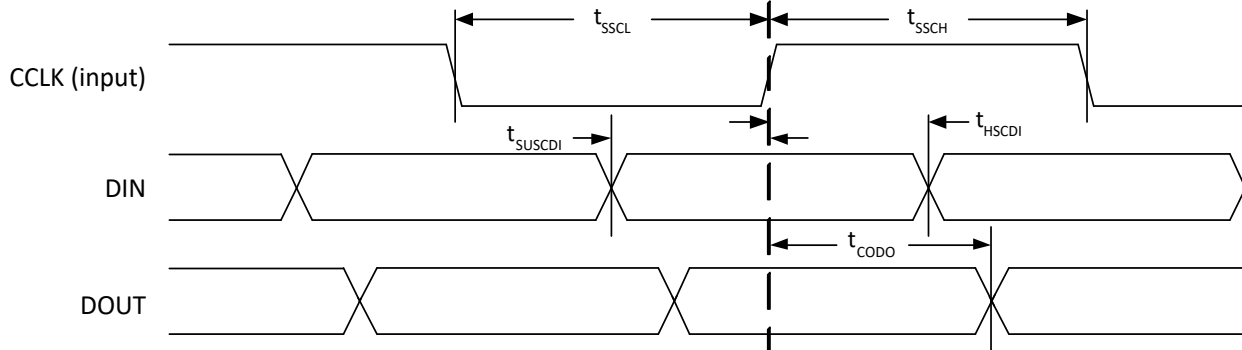 tSSCL
tSSCH
CCLK (input)
tSUSCDI
tHSCDI
DIN
tCODO
DOUT